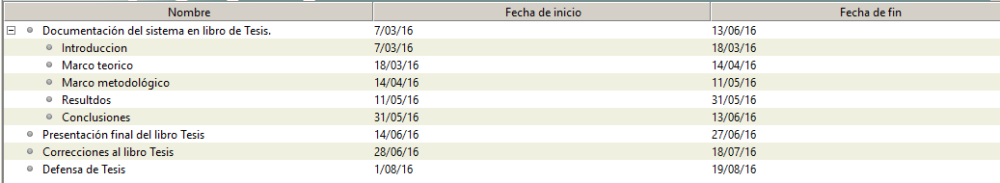 Nombre Fecha de inicio Fecha de fin
Documentación del sistema en libro de Tesis. 7/03/16 13/06/16
Introduccion 7/03/16 18/03/16
Marco teorico 18/03/16 14/04/16
Marco metodológico 14/04/16 11/05/16
Resultdos 11/05/16 31/05/16
Conclusiones 31/05/16 13/06/16
Presentación final del libro Tesis 14/06/16 27/06/16
Correcciones al libro Tesis 28/06/16 18/07/16
Defensa de Tesis 1/08/16 19/08/16